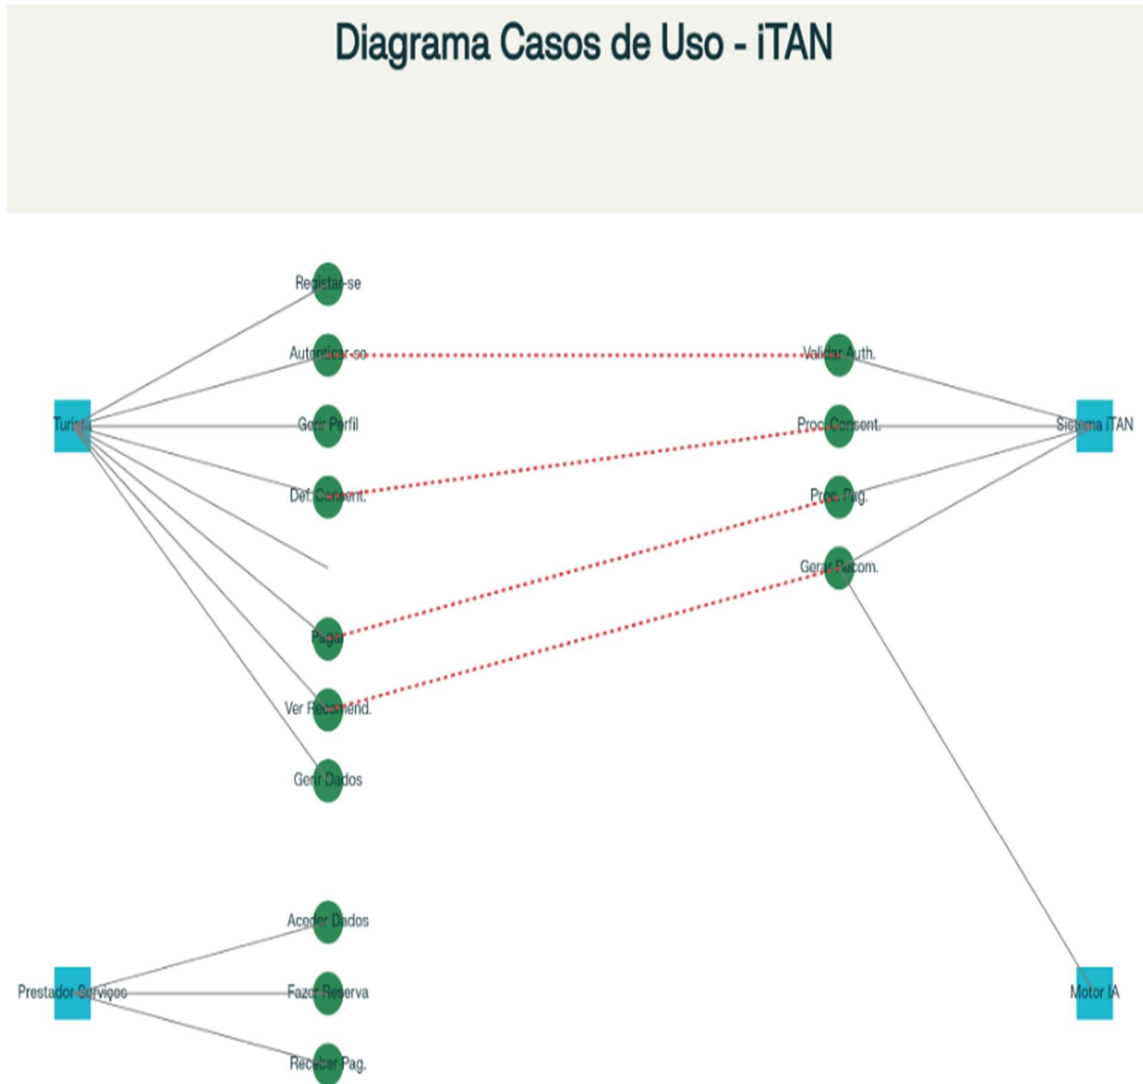 Diagrama Casos de Uso - iTAN
Registar-se
Autenticar-se
Validar Auth.
Turista
Gerir Perfil
Proc. Consent.
Sistema iTAN
Def. Consent.
Proc. Pag.
Gerar Recom.
Pagar
Ver Recomend.
Gerir Dados
Aceder Dados
Prestador Serviços
Fazer Reserva
Motor IA
Receber Pag.